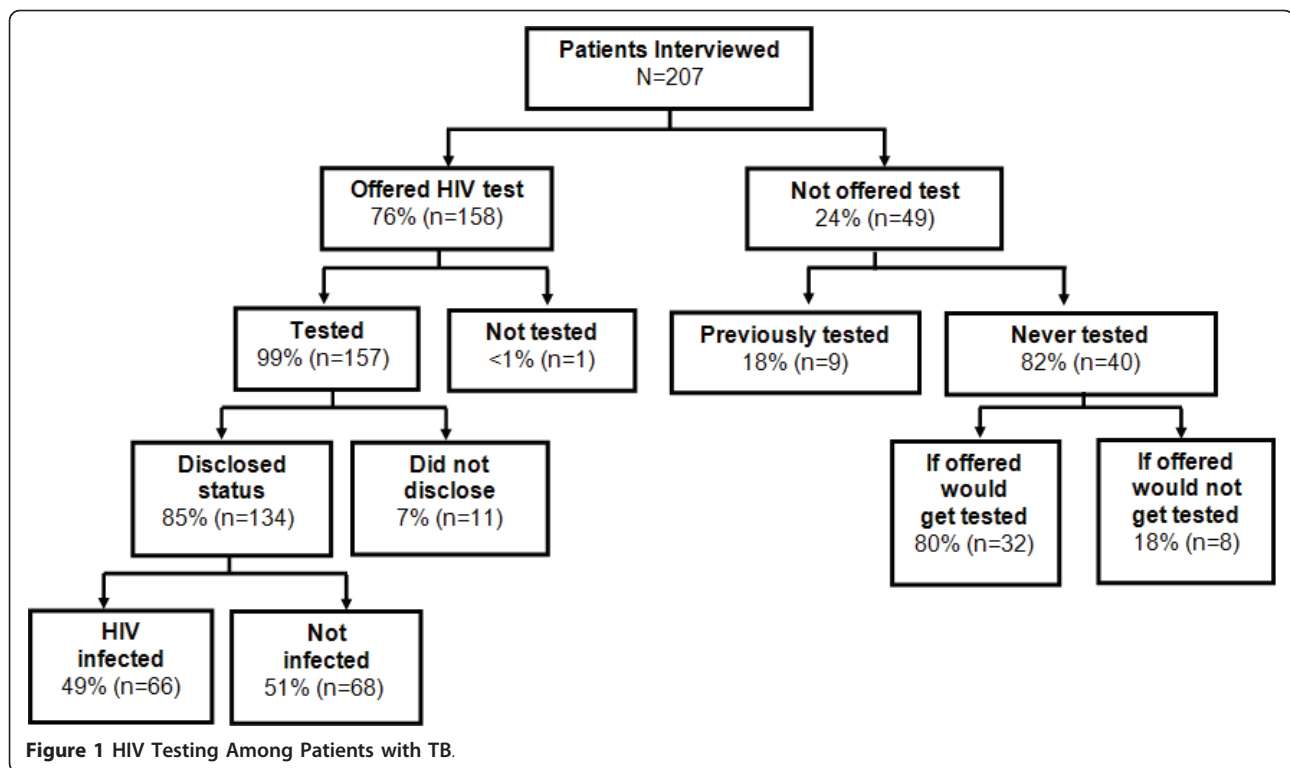 Patients Interviewed
N=207
Offered HIV test
76% (n=158)
Not offered test
24% (n=49)
Tested
99% (n=157)
Not tested
<1% (n=1)
Previously tested
18% (n=9)
Never tested
82% (n=40)
Disclosed
status
85% (n=134)
Did not
disclose
7% (n=11)
If offered
would
get tested
80% (n=32)
If offered
would not
get tested
18% (n=8)
HIV
infected
49% (n=66)
Not
infected
51% (n=68)
Figure 1 HIV Testing Among Patients with TB.